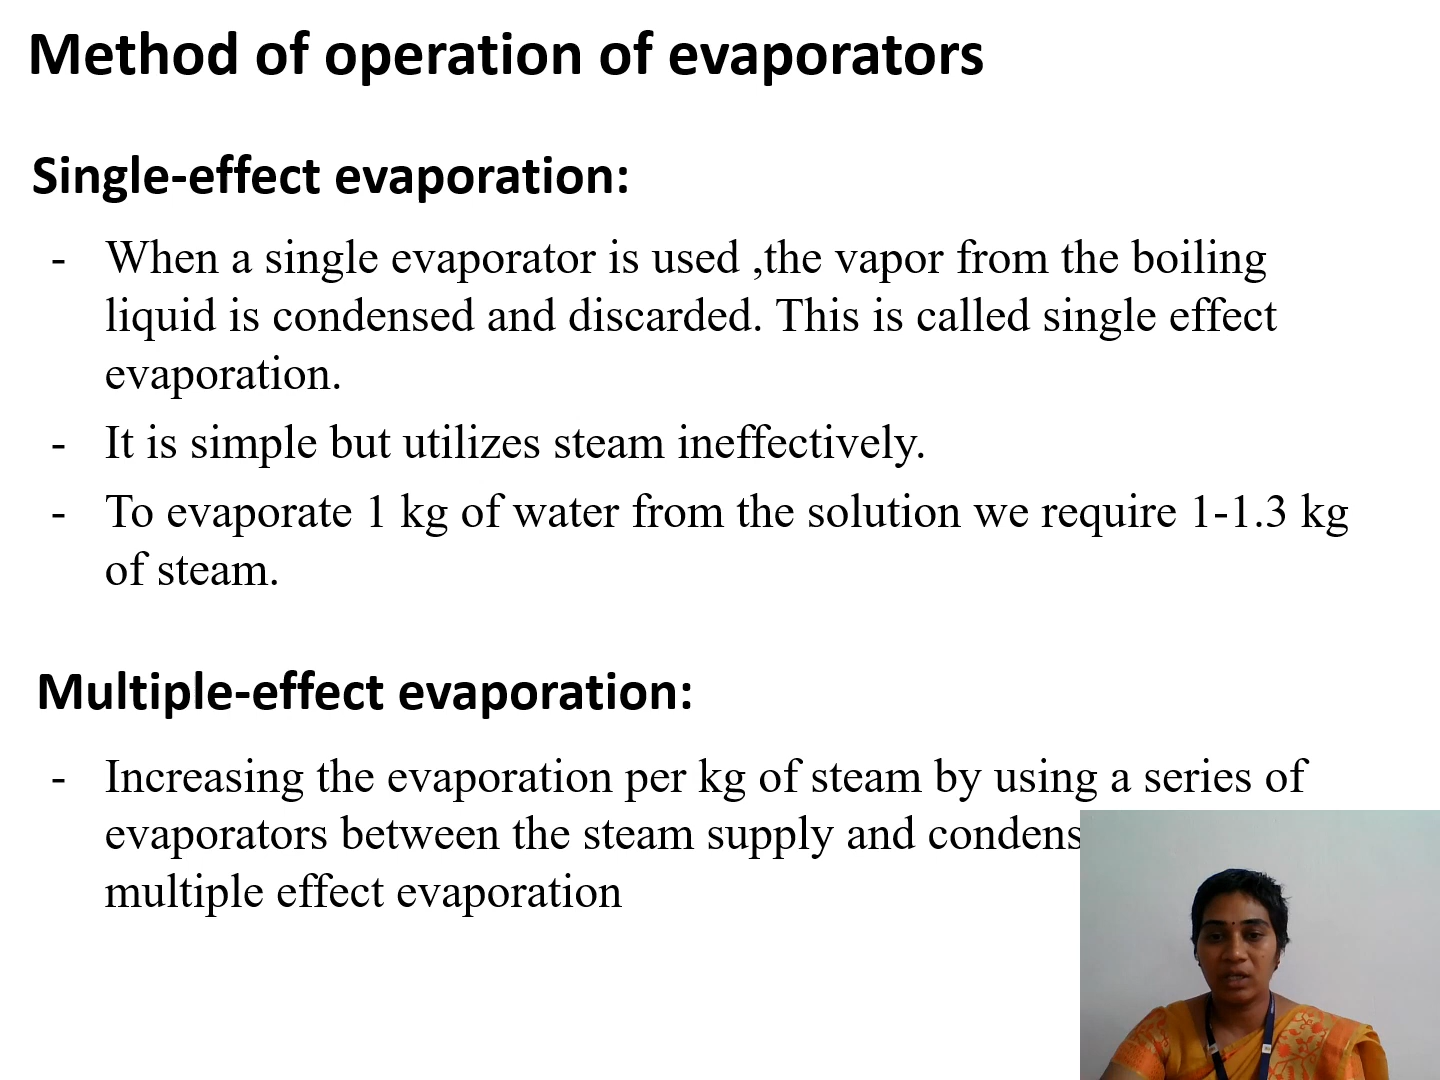 Method of operation of evaporators
Single-effect evaporation:
- When a single evaporator is used ,the vapor from the boiling
liquid is condensed and discarded. This is called single effect
evaporation.
- It is simple but utilizes steam ineffectively.
- To evaporate 1 kg of water from the solution we require 1-1.3 kg
of steam.
Multiple-effect evaporation:
- Increasing the evaporation per kg of steam by using a series of
evaporators between the steam supply and condens
multiple effect evaporation